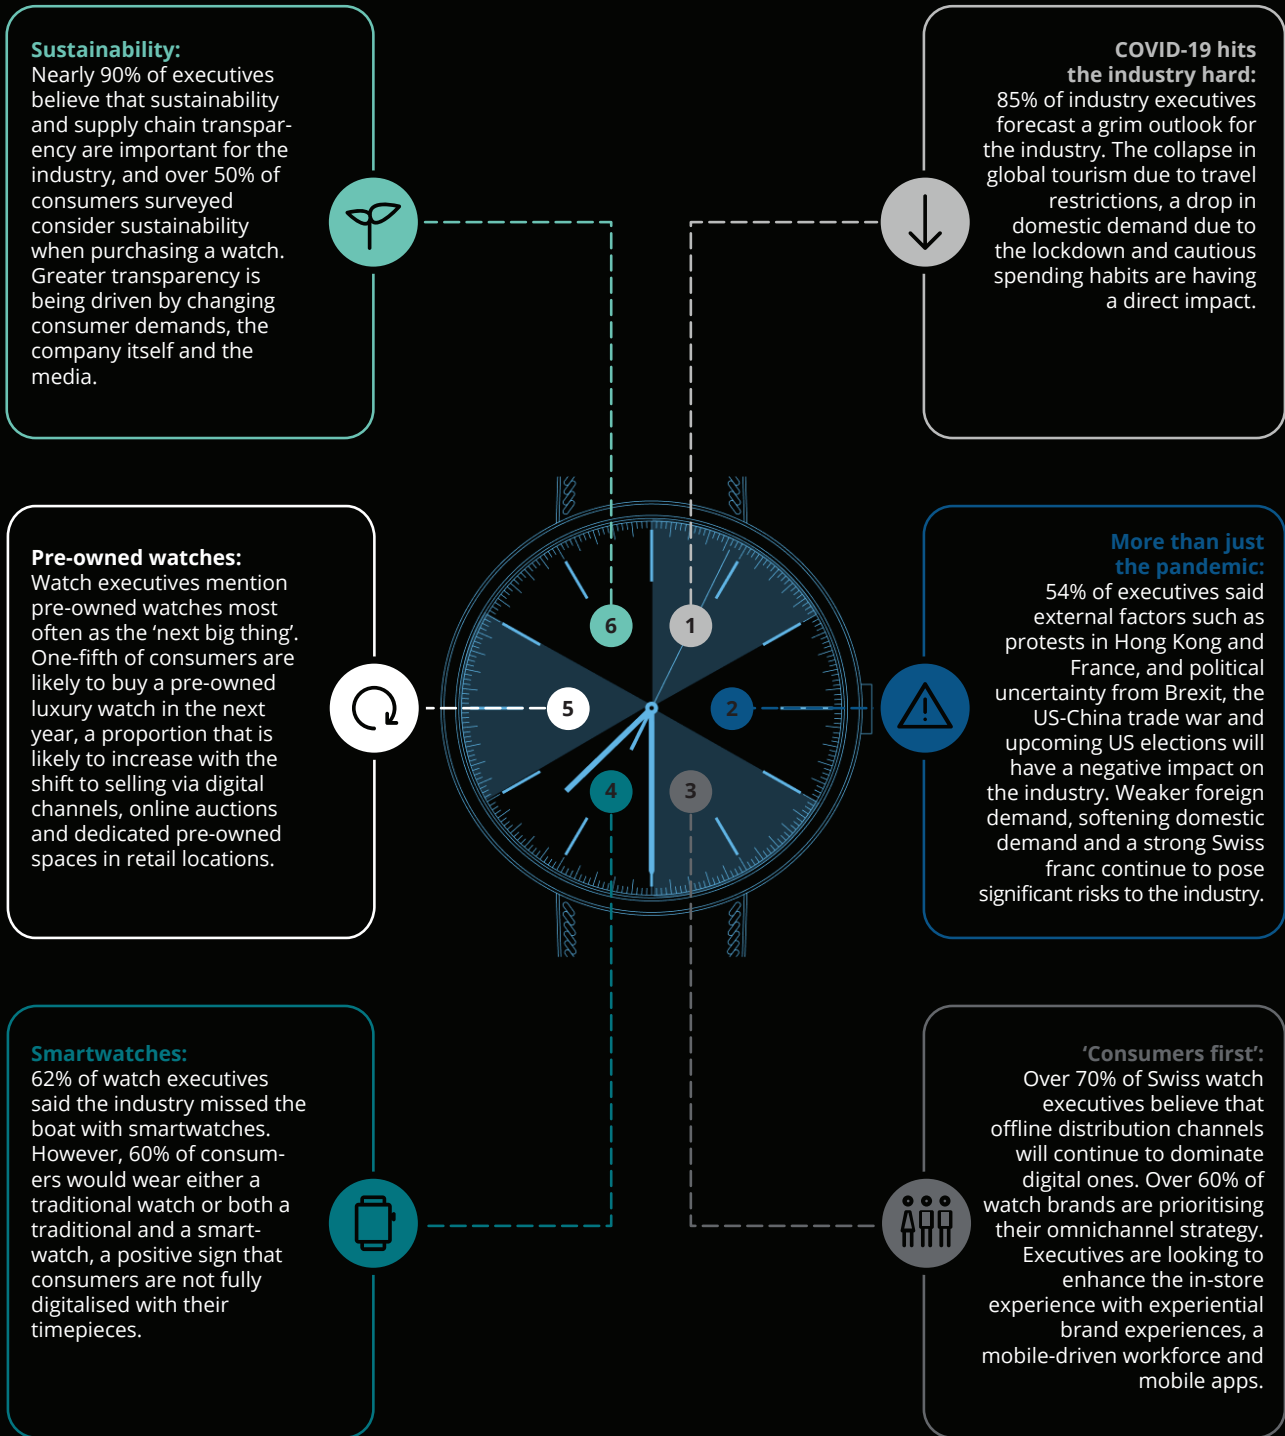 Sustainability:
Nearly 90% of executives
believe that sustainability
and supply chain transpar-
ency are important for the
industry, and over 50% of
consumers surveyed
consider sustainability
when purchasing a watch.
Greater transparency is
being driven by changing
consumer demands, the
company itself and the
media.
COVID-19 hits
the industry hard:
85% of industry executives
forecast a grim outlook for
the industry. The collapse in
global tourism due to travel
restrictions, a drop in
domestic demand due to
the lockdown and cautious
spending habits are having
a direct impact.
Pre-owned watches:
Watch executives mention
pre-owned watches most
often as the ‘next big thing’.
One-fifth of consumers are
likely to buy a pre-owned
luxury watch in the next
year, a proportion that is
likely to increase with the
shift to selling via digital
channels, online auctions
and dedicated pre-owned
spaces in retail locations.
6
1
5
2
4
3
More than just
the pandemic:
54% of executives said
external factors such as
protests in Hong Kong and
France, and political
uncertainty from Brexit, the
US-China trade war and
upcoming US elections will
have a negative impact on
the industry. Weaker foreign
demand, softening domestic
demand and a strong Swiss
franc continue to pose
significant risks to the industry.
Smartwatches:
62% of watch executives
said the industry missed the
boat with smartwatches.
However, 60% of consum-
ers would wear either a
traditional watch or both a
traditional and a smart-
watch, a positive sign that
consumers are not fully
digitalised with their
timepieces.
‘Consumers first’:
Over 70% of Swiss watch
executives believe that
offline distribution channels
will continue to dominate
digital ones. Over 60% of
watch brands are prioritising
their omnichannel strategy.
Executives are looking to
enhance the in-store
experience with experiential
brand experiences, a
mobile-driven workforce and
mobile apps.